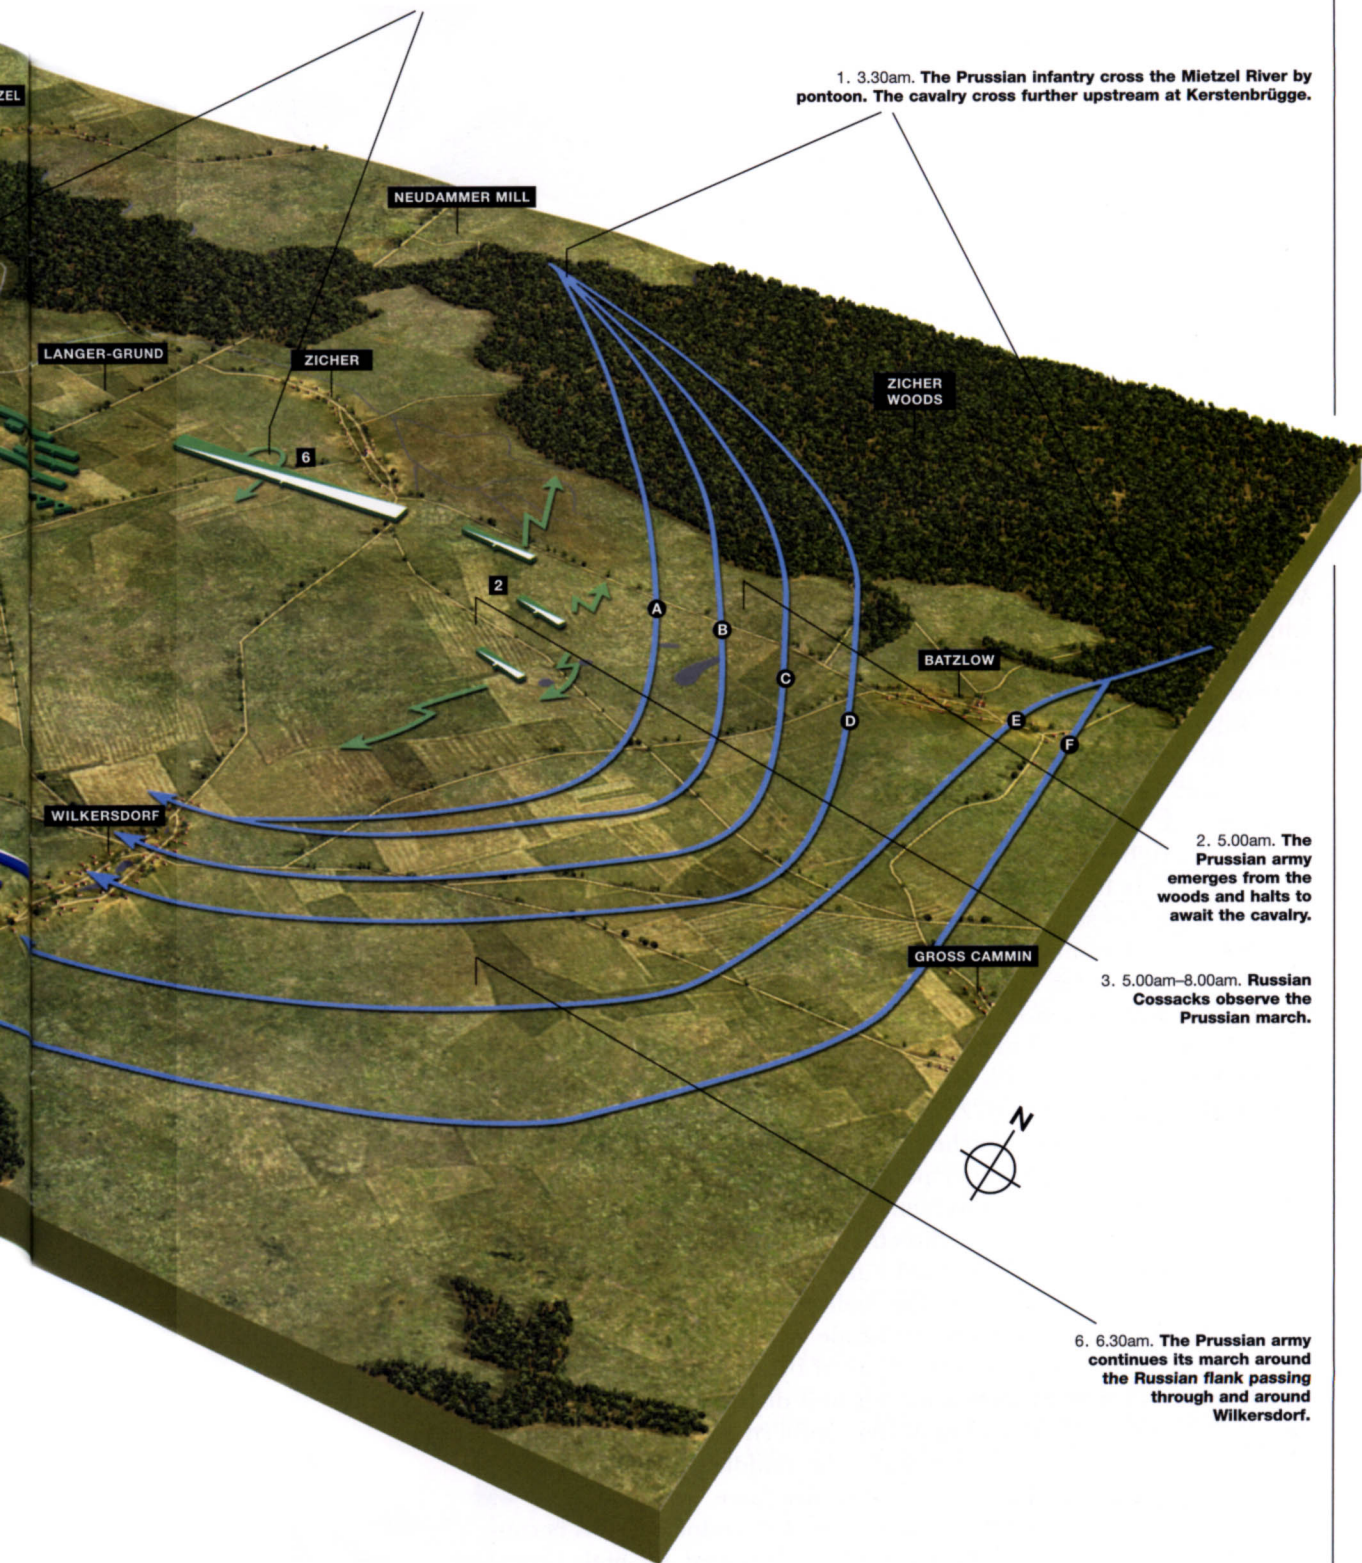 1. 3.30am. The Prussian infantry cross the Mietzel River by
pontoon. The cavalry cross further upstream at Kerstenbrügge.
ZEL
NEUDAMMER MILL
LANGER-GRUND
ZICHER
ZICHER
WOODS
6
2
A
B
C
D
BATZLOW
E
F
WILKERSDORF
2. 5.00am. The
Prussian army
emerges from the
woods and halts to
await the cavalry.
GROSS CAMMIN
3. 5.00am–8.00am. Russian
Cossacks observe the
Prussian march.
N
6. 6.30am. The Prussian army
continues its march around
the Russian flank passing
through and around
Wilkersdorf.